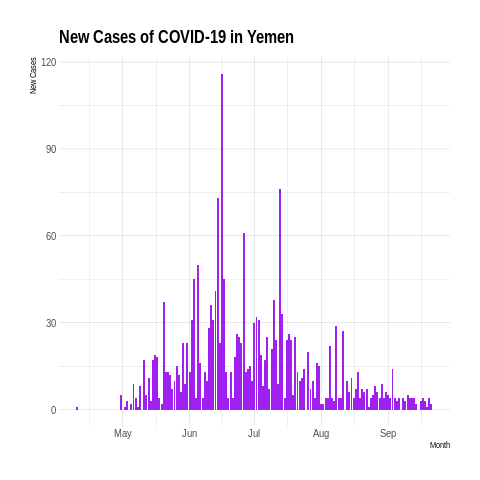 New Cases of COVID-19 in Yemen
New Cases
120
90
60
30
0
May Jun Jul Aug Sep
Month